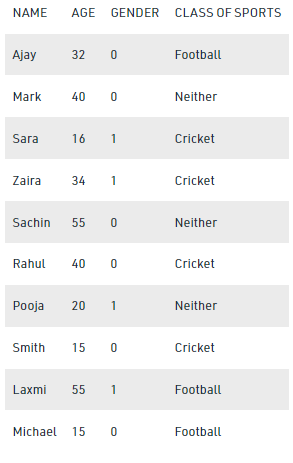 NAME AGE GENDER CLASS OF SPORTS
Ajay 32 0 Football
Mark 40 0 Neither
Sara 16 1 Cricket
Zaira 34 1 Cricket
Sachin 55 0 Neither
Rahul 40 0 Cricket
Pooja 20 1 Neither
Smith 15 0 Cricket
Laxmi 55 1 Football
Michael 15 0 Football